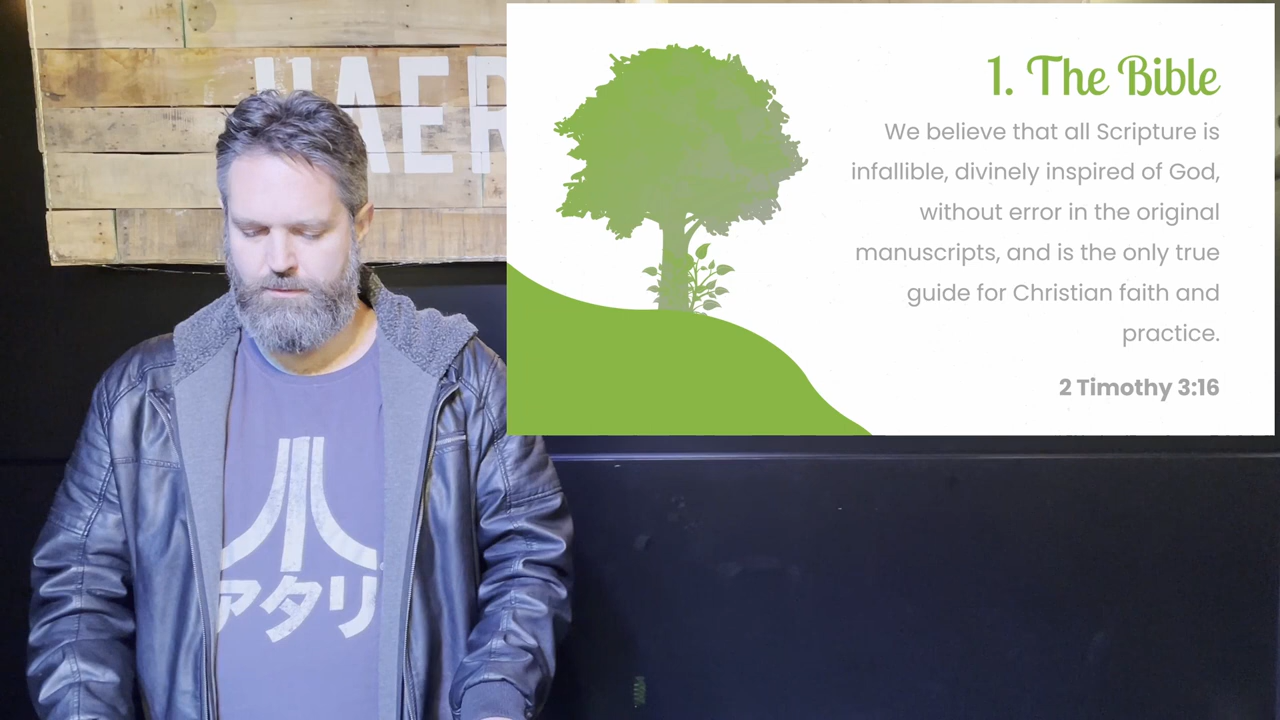 HAER
1. The Bible
We believe that all Scripture is
infallible, divinely inspired of God,
without error in the original
manuscripts, and is the only true
guide for Christian faith and
practice.
2 Timothy 3:16
アタリ